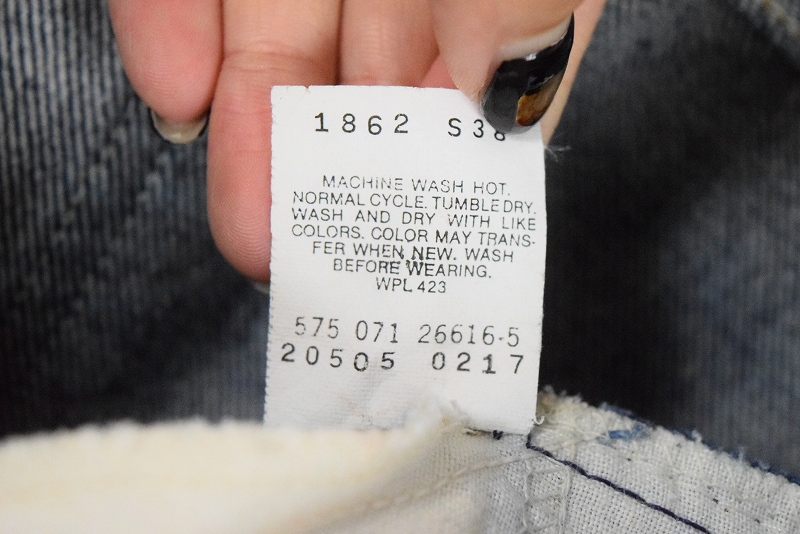 1862 S38
MACHINE WASH HOT.
NORMAL CYCLE. TUMBLE DRY.
WASH AND DRY WITH LIKE
COLORS. COLOR MAY TRANS-
FER WHEN NEW. WASH
BEFORE WEARING.
WPL 423
575 071 26616-5
20505 0217